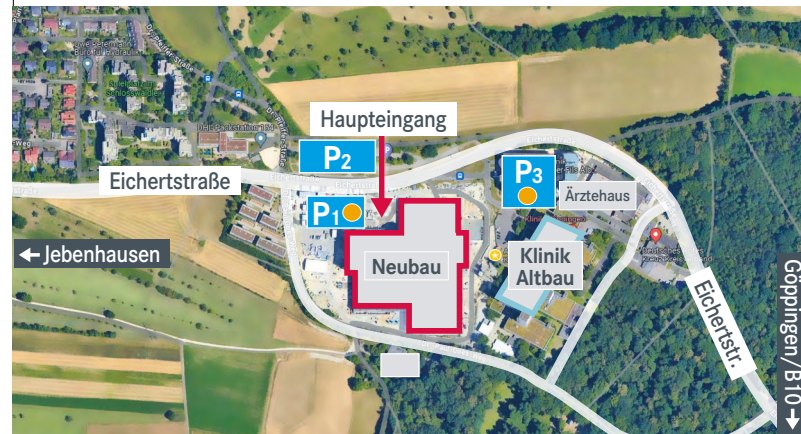 Haupteingang
P2
Eichertstraße
P3
Ärztehaus
P1
← Jebenhausen
Neubau
Klinik
Altbau
Eichertstr.
Göppingen / B10 →